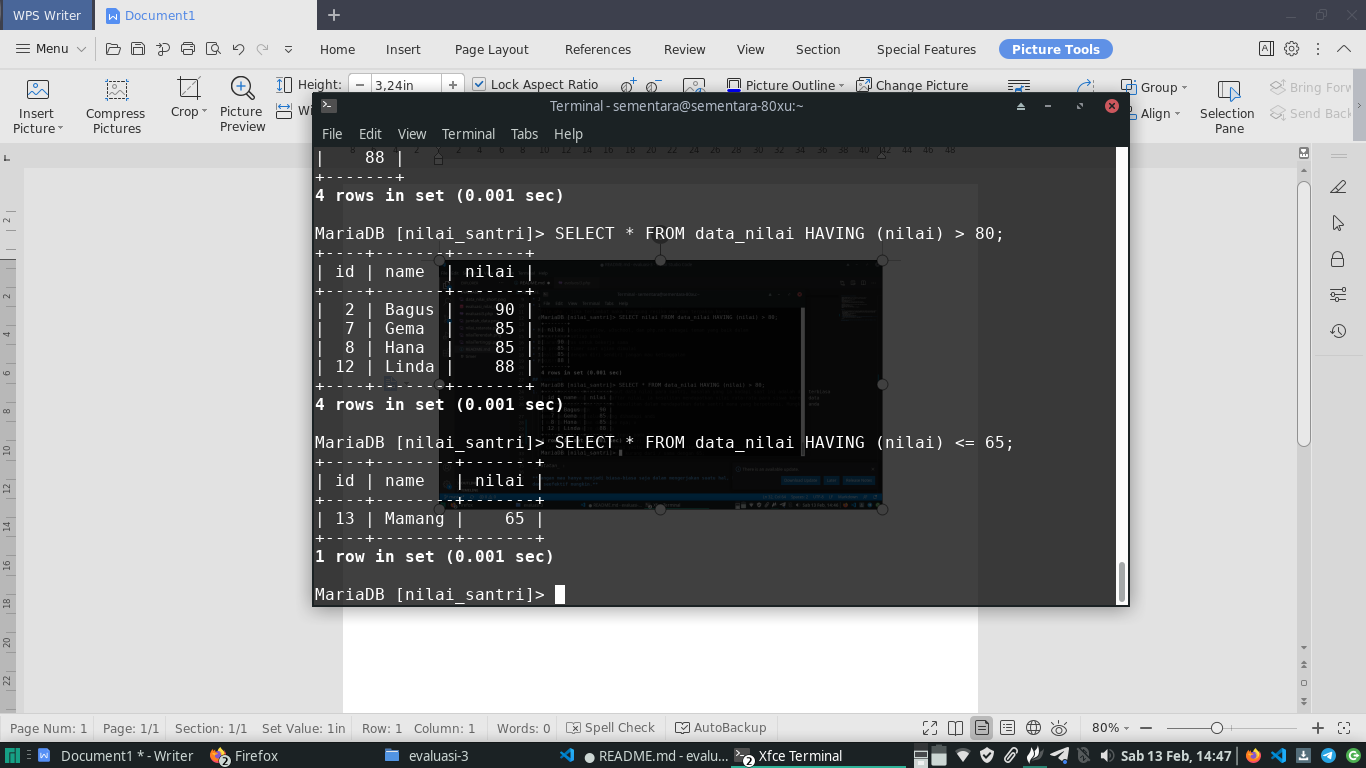 WPS Writer
Document1
Menu
Home Insert Page Layout References Review View Section Special Features Picture Tools
Height: 3.24in Lock Aspect Ratio Picture Outline Change Picture Group Bring Forw
Insert Picture Compress Pictures Crop Picture Preview Wi Align Selection Pane Send Back
Terminal - sementara@sementara-80xu:~
File Edit View Terminal Tabs Help
| 88 |
+-------+
4 rows in set (0.001 sec)
MariaDB [nilai_santri]> SELECT * FROM data_nilai HAVING (nilai) > 80;
+----+-------+-------+
| id | name | nilai |
+----+-------+-------+
| 2 | Bagus | 90 |
| 7 | Gema | 85 |
| 8 | Hana | 85 |
| 12 | Linda | 88 |
+----+-------+-------+
4 rows in set (0.001 sec)
MariaDB [nilai_santri]> SELECT * FROM data_nilai HAVING (nilai) <= 65;
+----+--------+-------+
| id | name | nilai |
+----+--------+-------+
| 13 | Mamang | 65 |
+----+--------+-------+
1 row in set (0.001 sec)
MariaDB [nilai_santri]>
Page Num: 1 Page: 1/1 Section: 1/1 Set Value: 1in Row: 1 Column: 1 Words: 0 Spell Check AutoBackup 80%
Document1 * - Writer 2 Firefox evaluasi-3 ● README.md - evalu... 2 Xfce Terminal Sab 13 Feb, 14:47